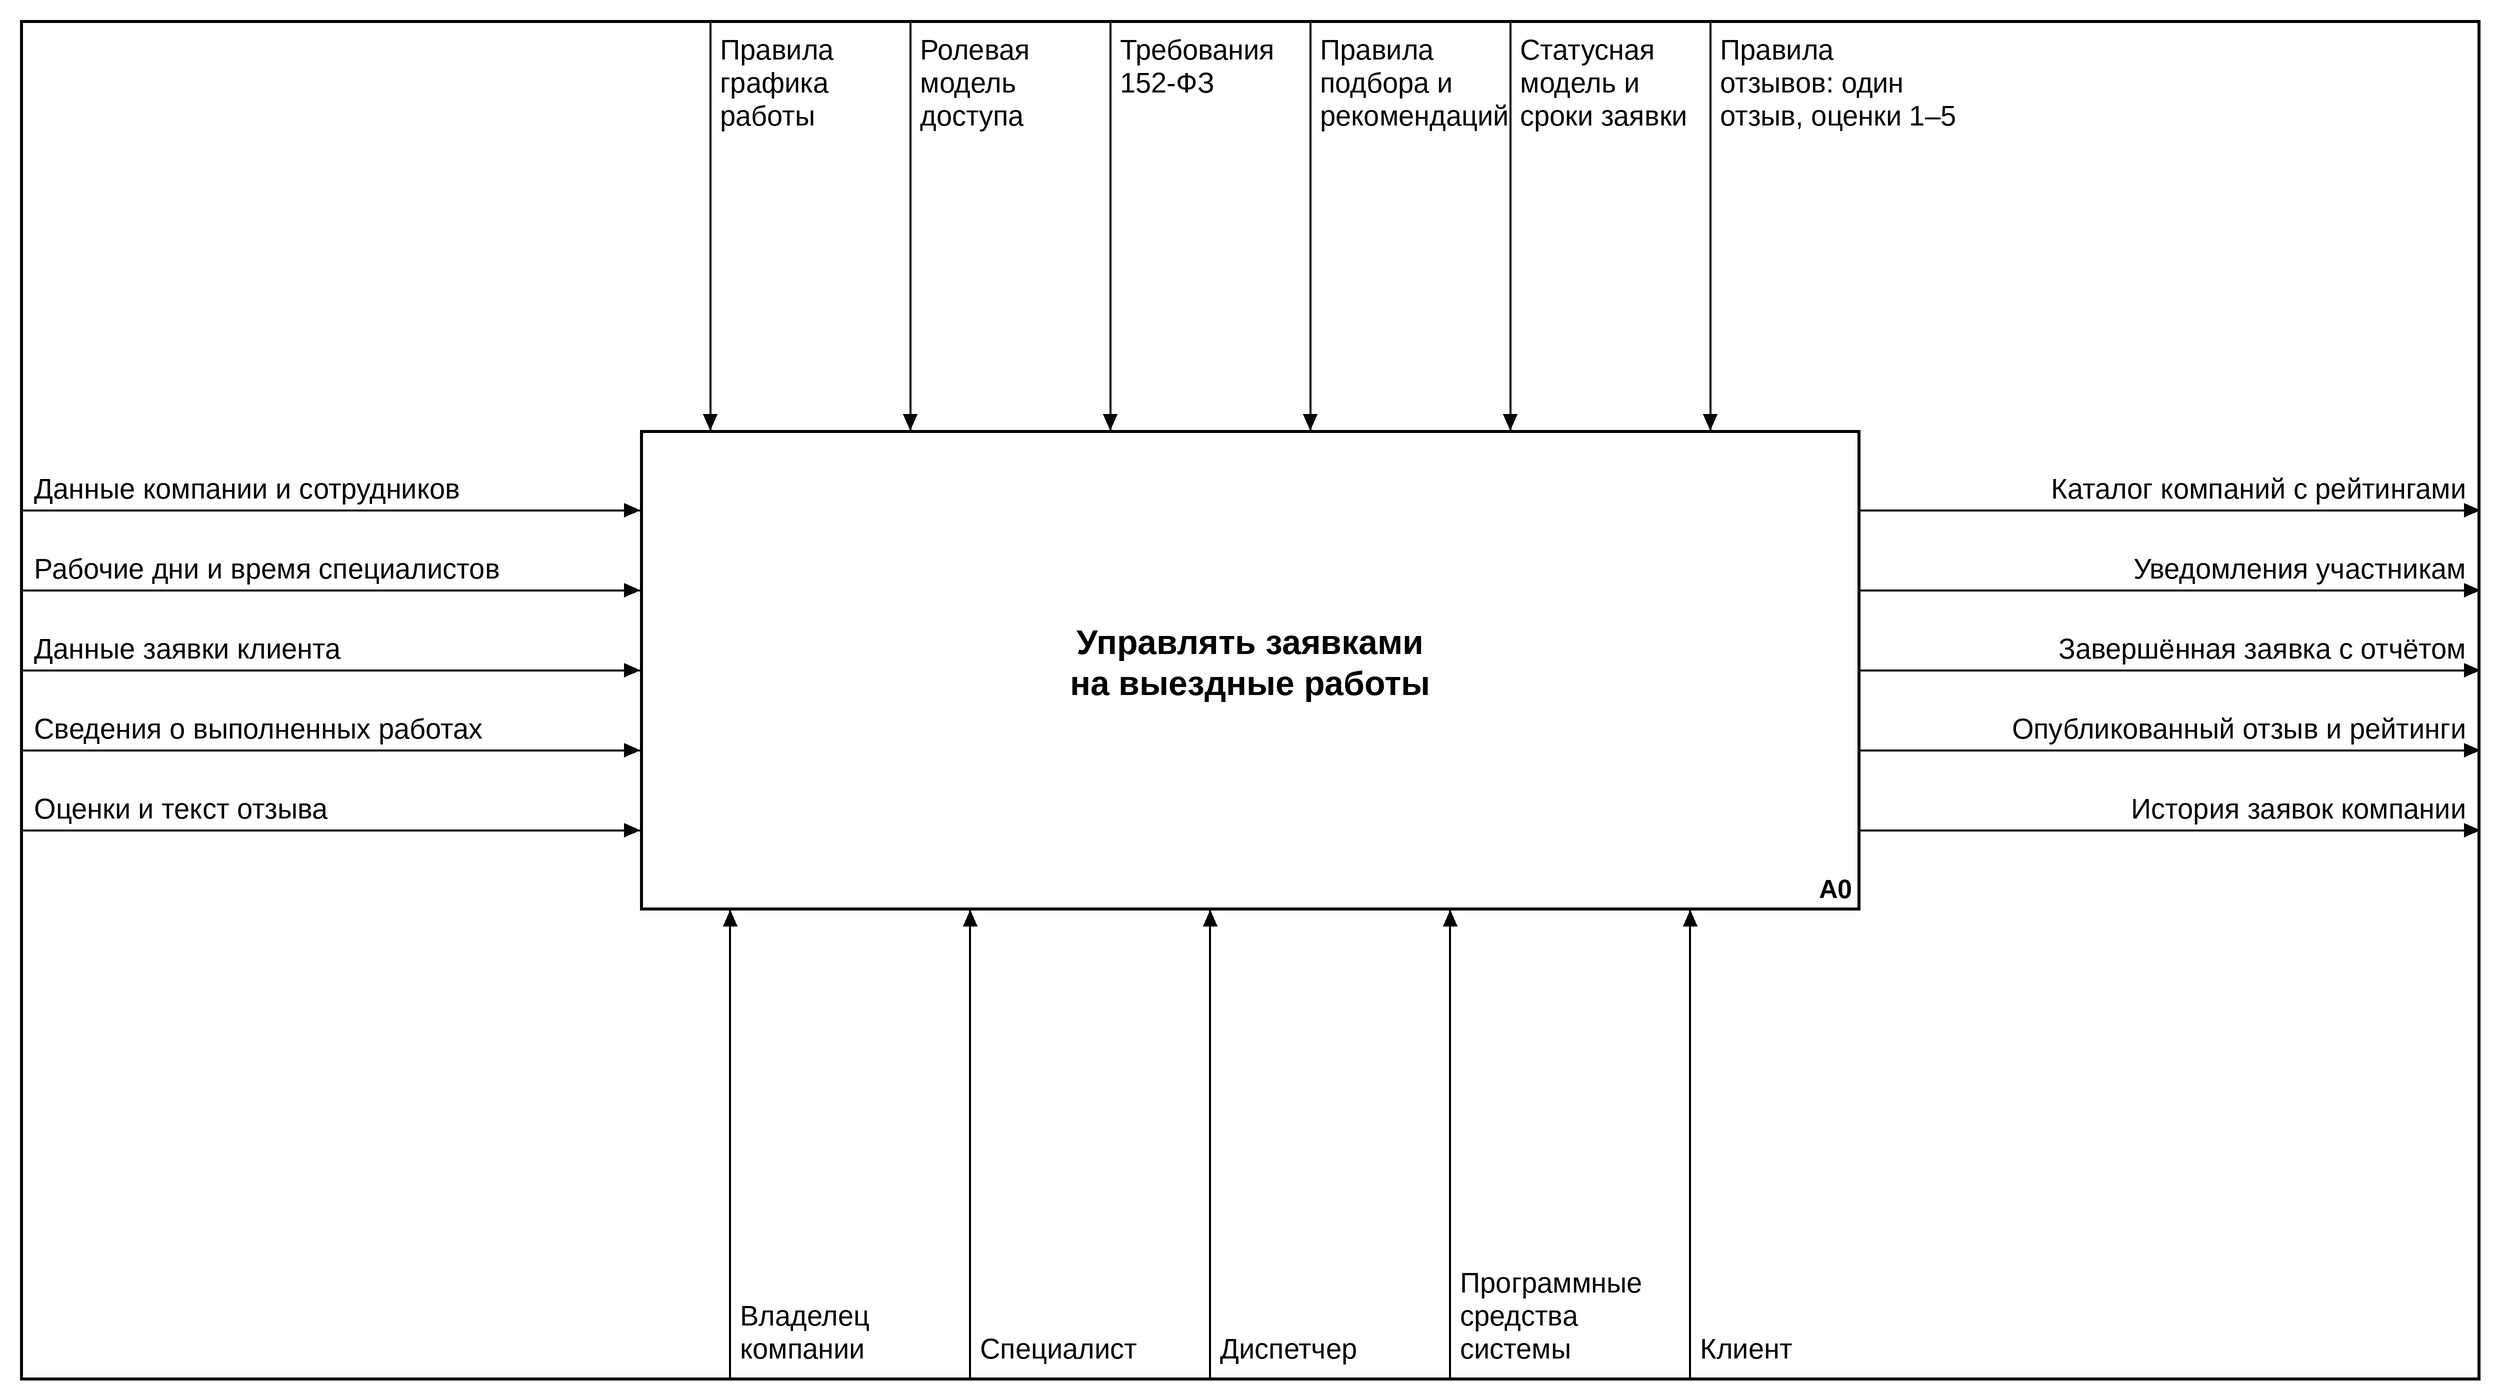 Правила
графика
работы
Ролевая
модель
доступа
Требования
152-ФЗ
Правила
подбора и
рекомендаций
Статусная
модель и
сроки заявки
Правила
отзывов: один
отзыв, оценки 1–5
Данные компании и сотрудников
Рабочие дни и время специалистов
Данные заявки клиента
Сведения о выполненных работах
Оценки и текст отзыва
Управлять заявками
на выездные работы
A0
Каталог компаний с рейтингами
Уведомления участникам
Завершённая заявка с отчётом
Опубликованный отзыв и рейтинги
История заявок компании
Владелец
компании
Специалист
Диспетчер
Программные
средства
системы
Клиент